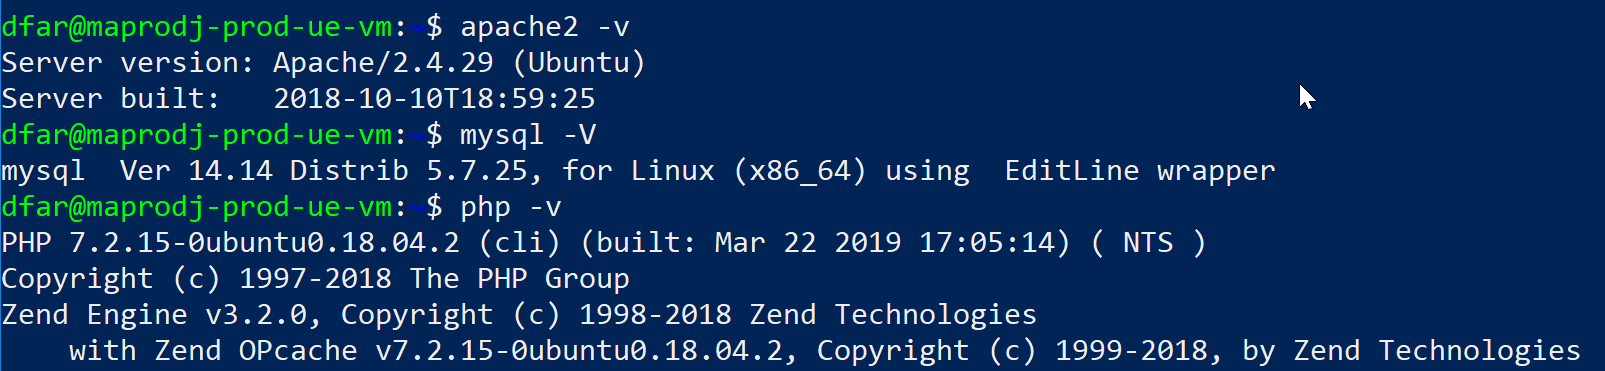 dfar@maprodj-prod-ue-vm:~$ apache2 -v
Server version: Apache/2.4.29 (Ubuntu)
Server built:   2018-10-10T18:59:25
dfar@maprodj-prod-ue-vm:~$ mysql -V
mysql  Ver 14.14 Distrib 5.7.25, for Linux (x86_64) using  EditLine wrapper
dfar@maprodj-prod-ue-vm:~$ php -v
PHP 7.2.15-0ubuntu0.18.04.2 (cli) (built: Mar 22 2019 17:05:14) ( NTS )
Copyright (c) 1997-2018 The PHP Group
Zend Engine v3.2.0, Copyright (c) 1998-2018 Zend Technologies
    with Zend OPcache v7.2.15-0ubuntu0.18.04.2, Copyright (c) 1999-2018, by Zend Technologies